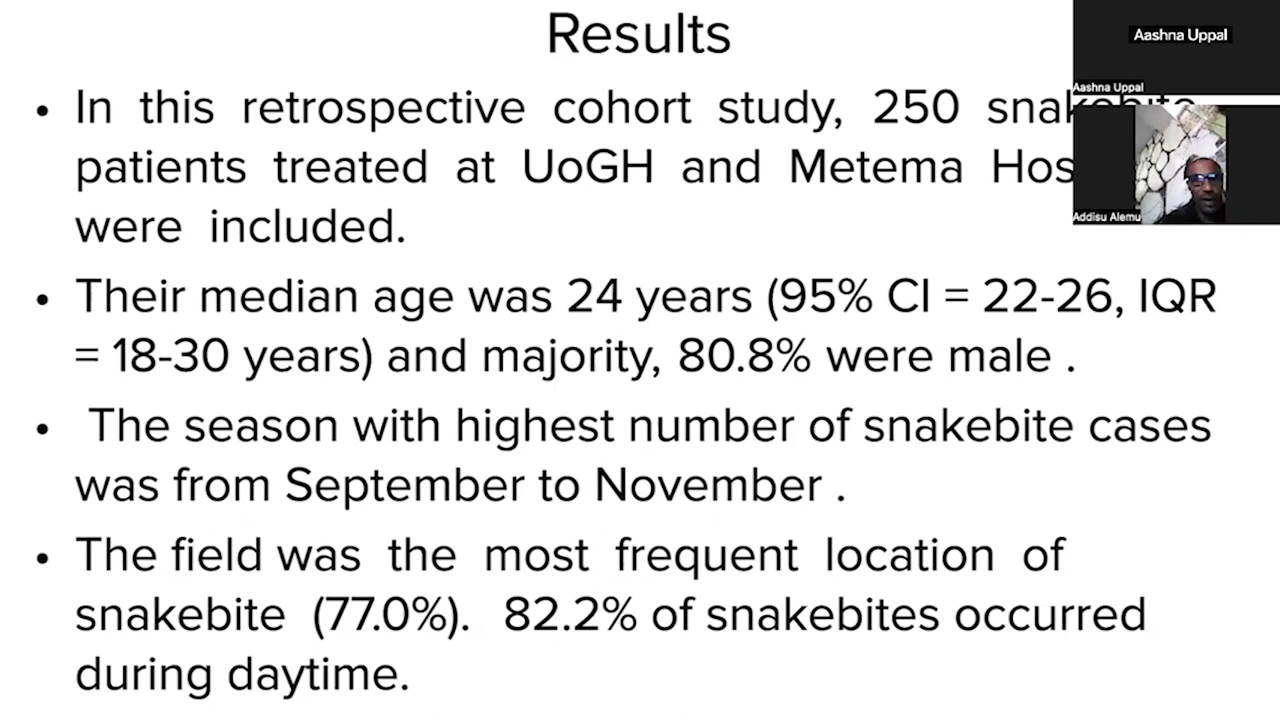 Results
• In this retrospective cohort study, 250
patients treated at UoGH and Metema
were included.
• Their median age was 24 years (95% CI = 22-26, IQR
= 18-30 years) and majority, 80.8% were male .
• The season with highest number of snakebite cases
was from September to November .
• The field was the most frequent location of
snakebite (77.0%). 82.2% of snakebites occurred
during daytime.
Aashna Uppal
Aashna Uppal
Addisu Alemu